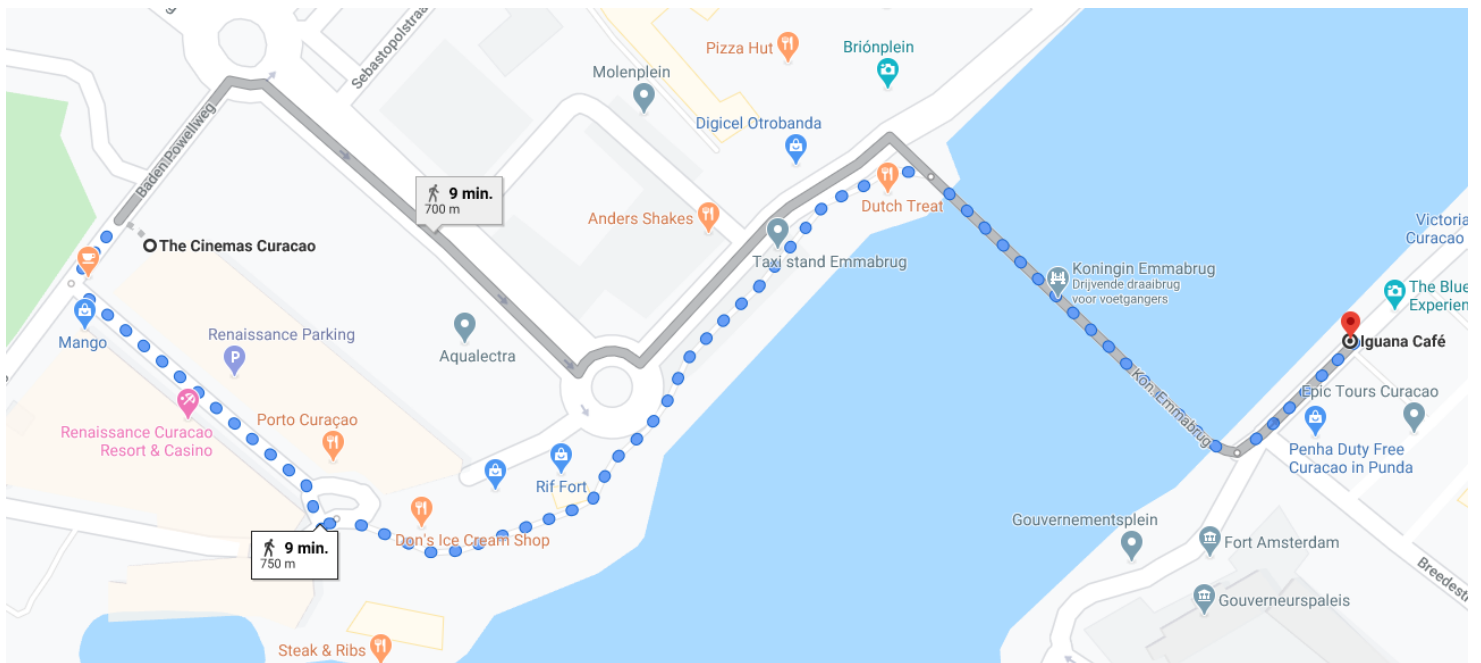 Sebastopolstraa
Pizza Hut
Briónplein
Molenplein
Baden Powellweg
Digicel Otrobanda
9 min.
700 m
Anders Shakes
Dutch Treat
The Cinemas Curacao
Taxi stand Emmabrug
Victoria
Curacao
Koningin Emmabrug
Drijvende draaibrug
voor voetgangers
The Blue
Experien
Mango
Renaissance Parking
P
Aqualectra
Iguana Café
Kon. Emmabrug
Epic Tours Curacao
Porto Curaçao
Renaissance Curacao
Resort & Casino
Penha Duty Free
Curacao in Punda
Rif Fort
Don's Ice Cream Shop
9 min.
750 m
Gouvernementsplein
Fort Amsterdam
Breedest
Gouverneurspaleis
Steak & Ribs